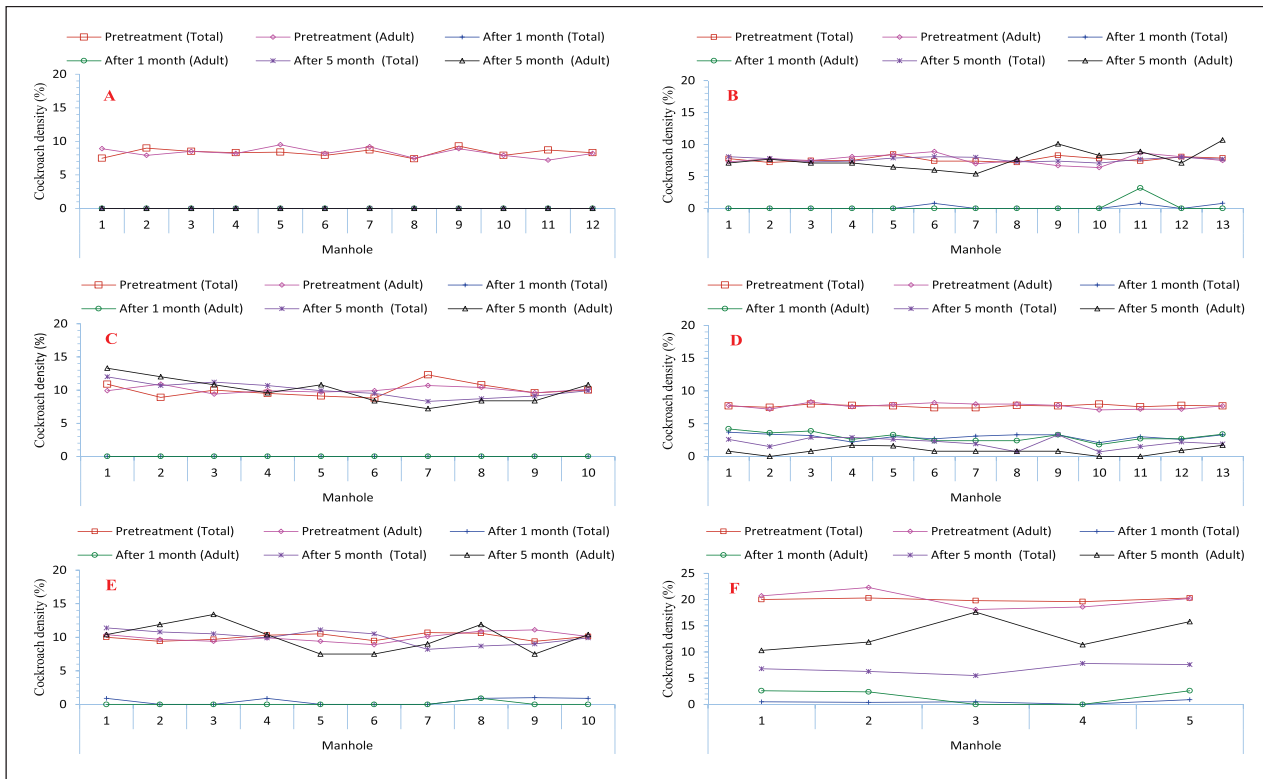 Pretreatment (Total) Pretreatment (Adult) After 1 month (Total)
After 1 month (Adult) After 5 month (Total) After 5 month (Adult)
A
Cockroach density (%)
20
15
10
5
0
1 2 3 4 5 6 7 8 9 10 11 12
Manhole
Pretreatment (Total) Pretreatment (Adult) After 1 month (Total)
After 1 month (Adult) After 5 month (Total) After 5 month (Adult)
B
Cockroach density (%)
20
15
10
5
0
1 2 3 4 5 6 7 8 9 10 11 12 13
Manhole
Pretreatment (Total) Pretreatment (Adult) After 1 month (Total)
After 1 month (Adult) After 5 month (Total) After 5 month (Adult)
C
Cockroach density (%)
20
15
10
5
0
1 2 3 4 5 6 7 8 9 10
Manhole
Pretreatment (Total) Pretreatment (Adult) After 1 month (Total)
After 1 month (Adult) After 5 month (Total) After 5 month (Adult)
D
Cockroach density (%)
20
15
10
5
0
1 2 3 4 5 6 7 8 9 10 11 12 13
Manhole
Pretreatment (Total) Pretreatment (Adult) After 1 month (Total)
After 1 month (Adult) After 5 month (Total) After 5 month (Adult)
E
Cockroach density (%)
20
15
10
5
0
1 2 3 4 5 6 7 8 9 10
Manhole
Pretreatment (Total) Pretreatment (Adult) After 1 month (Total)
After 1 month (Adult) After 5 month (Total) After 5 month (Adult)
F
Cockroach density (%)
25
20
15
10
5
0
1 2 3 4 5
Manhole